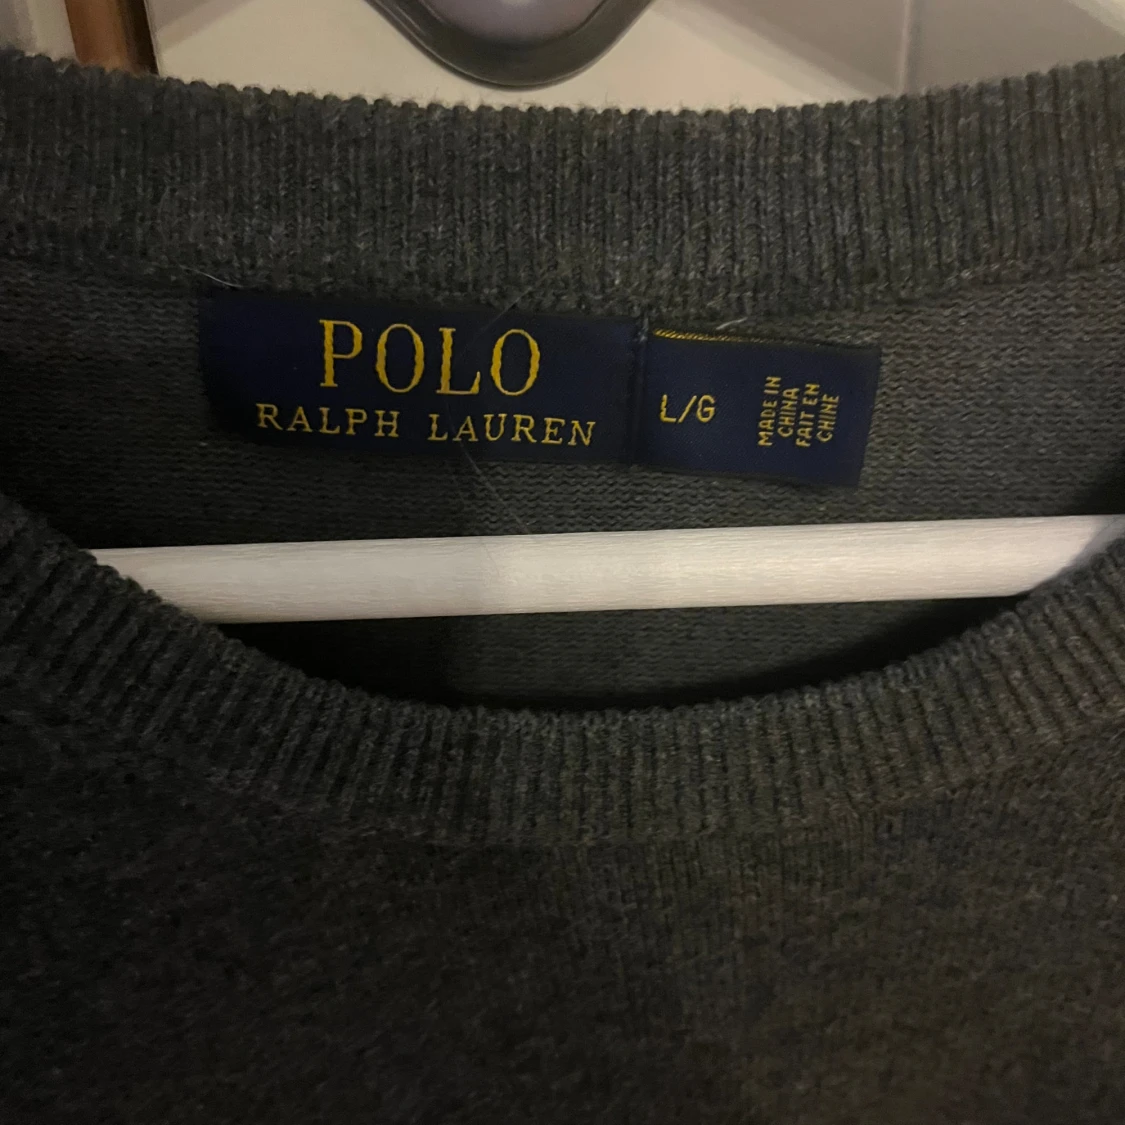 POLO
RALPH LAUREN
L/G
MADE IN
CHINA
FAIT EN
CHINE